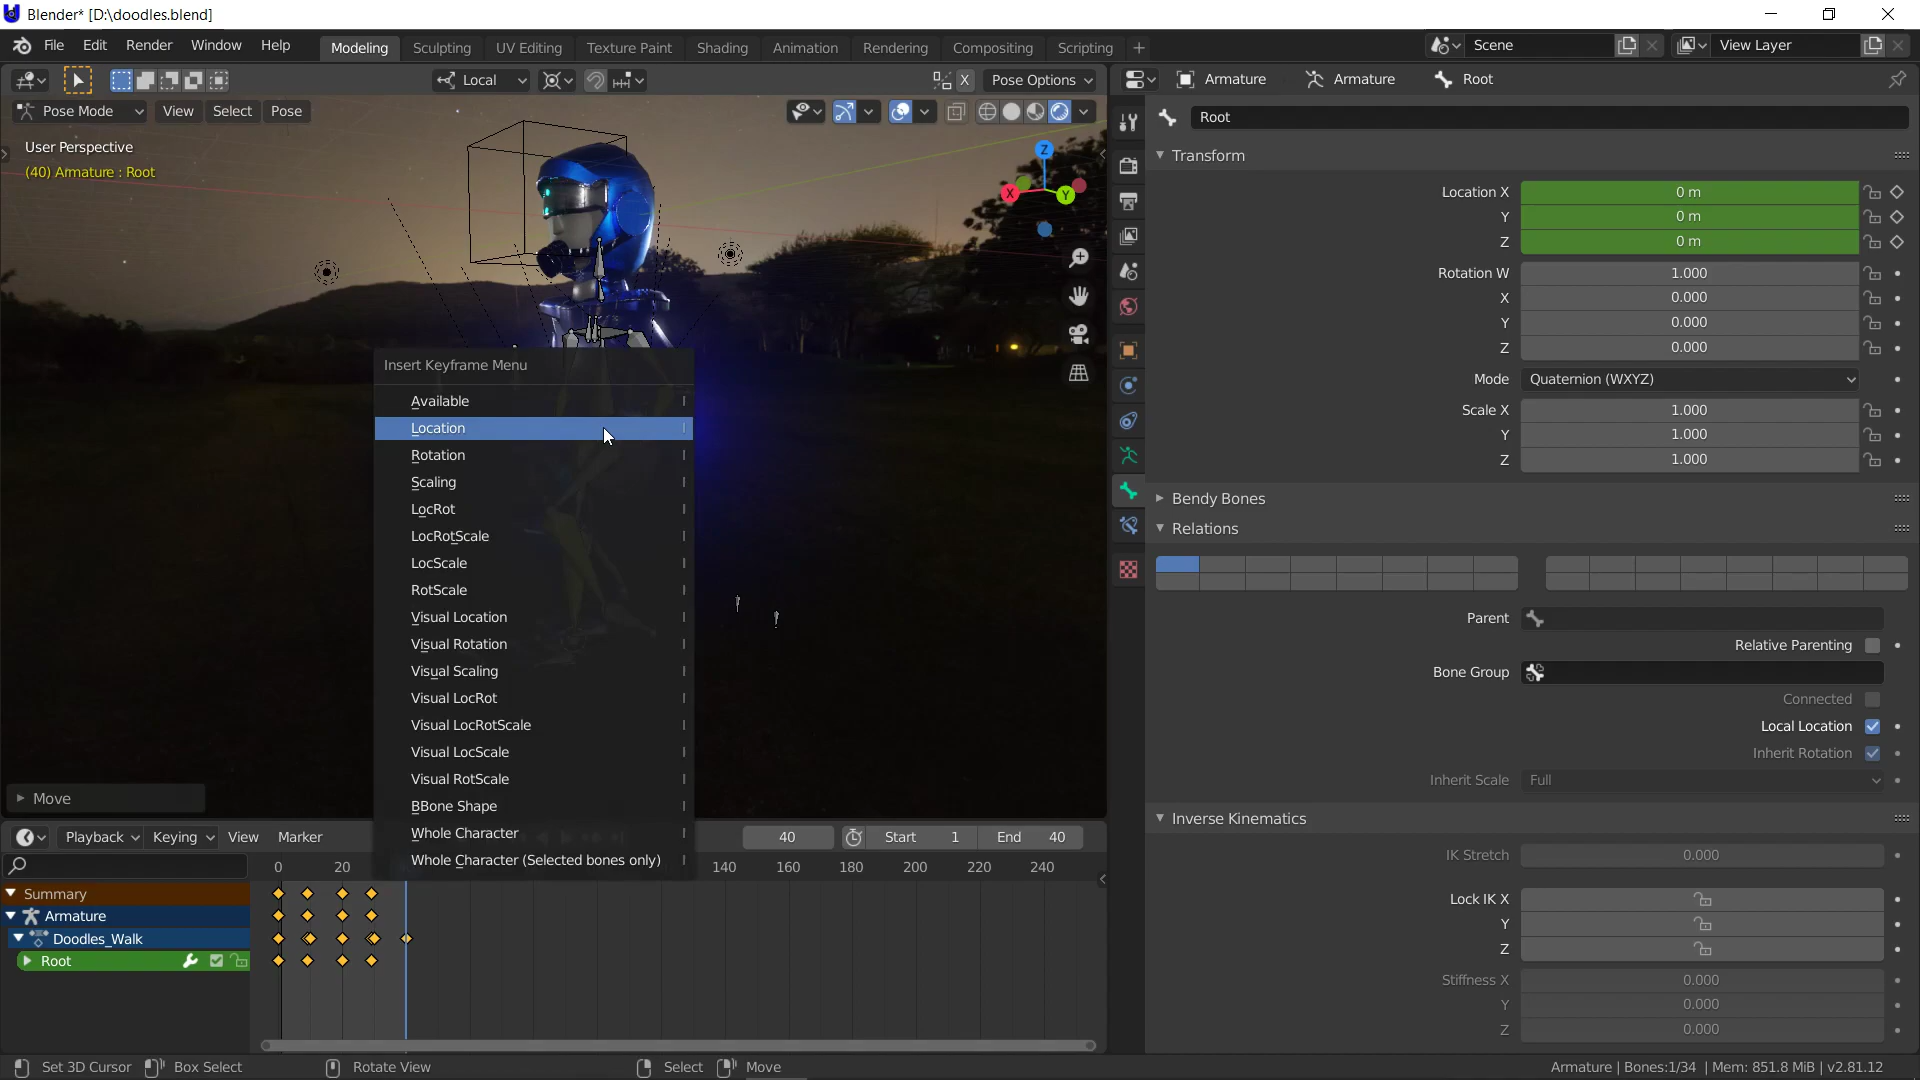 Blender* [D:\doodles.blend]
File Edit Render Window Help Modeling Sculpting UV Editing Texture Paint Shading Animation Rendering Compositing Scripting + Scene View Layer
Local X Pose Options Armature Armature Root
Pose Mode View Select Pose
Root
User Perspective
(40) Armature : Root
Z
X
Y
Transform
Location X 0 m
Y 0 m
Z 0 m
Rotation W 1.000
X 0.000
Y 0.000
Z 0.000
Mode Quaternion (WXYZ)
Scale X 1.000
Y 1.000
Z 1.000
Bendy Bones
Relations
Parent
Relative Parenting
Bone Group
Connected
Local Location
Inherit Rotation
Inherit Scale Full
Inverse Kinematics
IK Stretch 0.000
Lock IK X
Y
Z
Stiffness X 0.000
Y 0.000
Z 0.000
Insert Keyframe Menu
Available I
Location I
Rotation I
Scaling I
LocRot I
LocRotScale I
LocScale I
RotScale I
Visual Location I
Visual Rotation I
Visual Scaling I
Visual LocRot I
Visual LocRotScale I
Visual LocScale I
Visual RotScale I
BBone Shape I
Whole Character I
Whole Character (Selected bones only) I
Move
Playback Keying View Marker 40 Start 1 End 40
0 20 140 160 180 200 220 240
Summary
Armature
Doodles_Walk
Root
Set 3D Cursor Box Select Rotate View Select Move Armature | Bones:1/34 | Mem: 851.8 MiB | v2.81.12